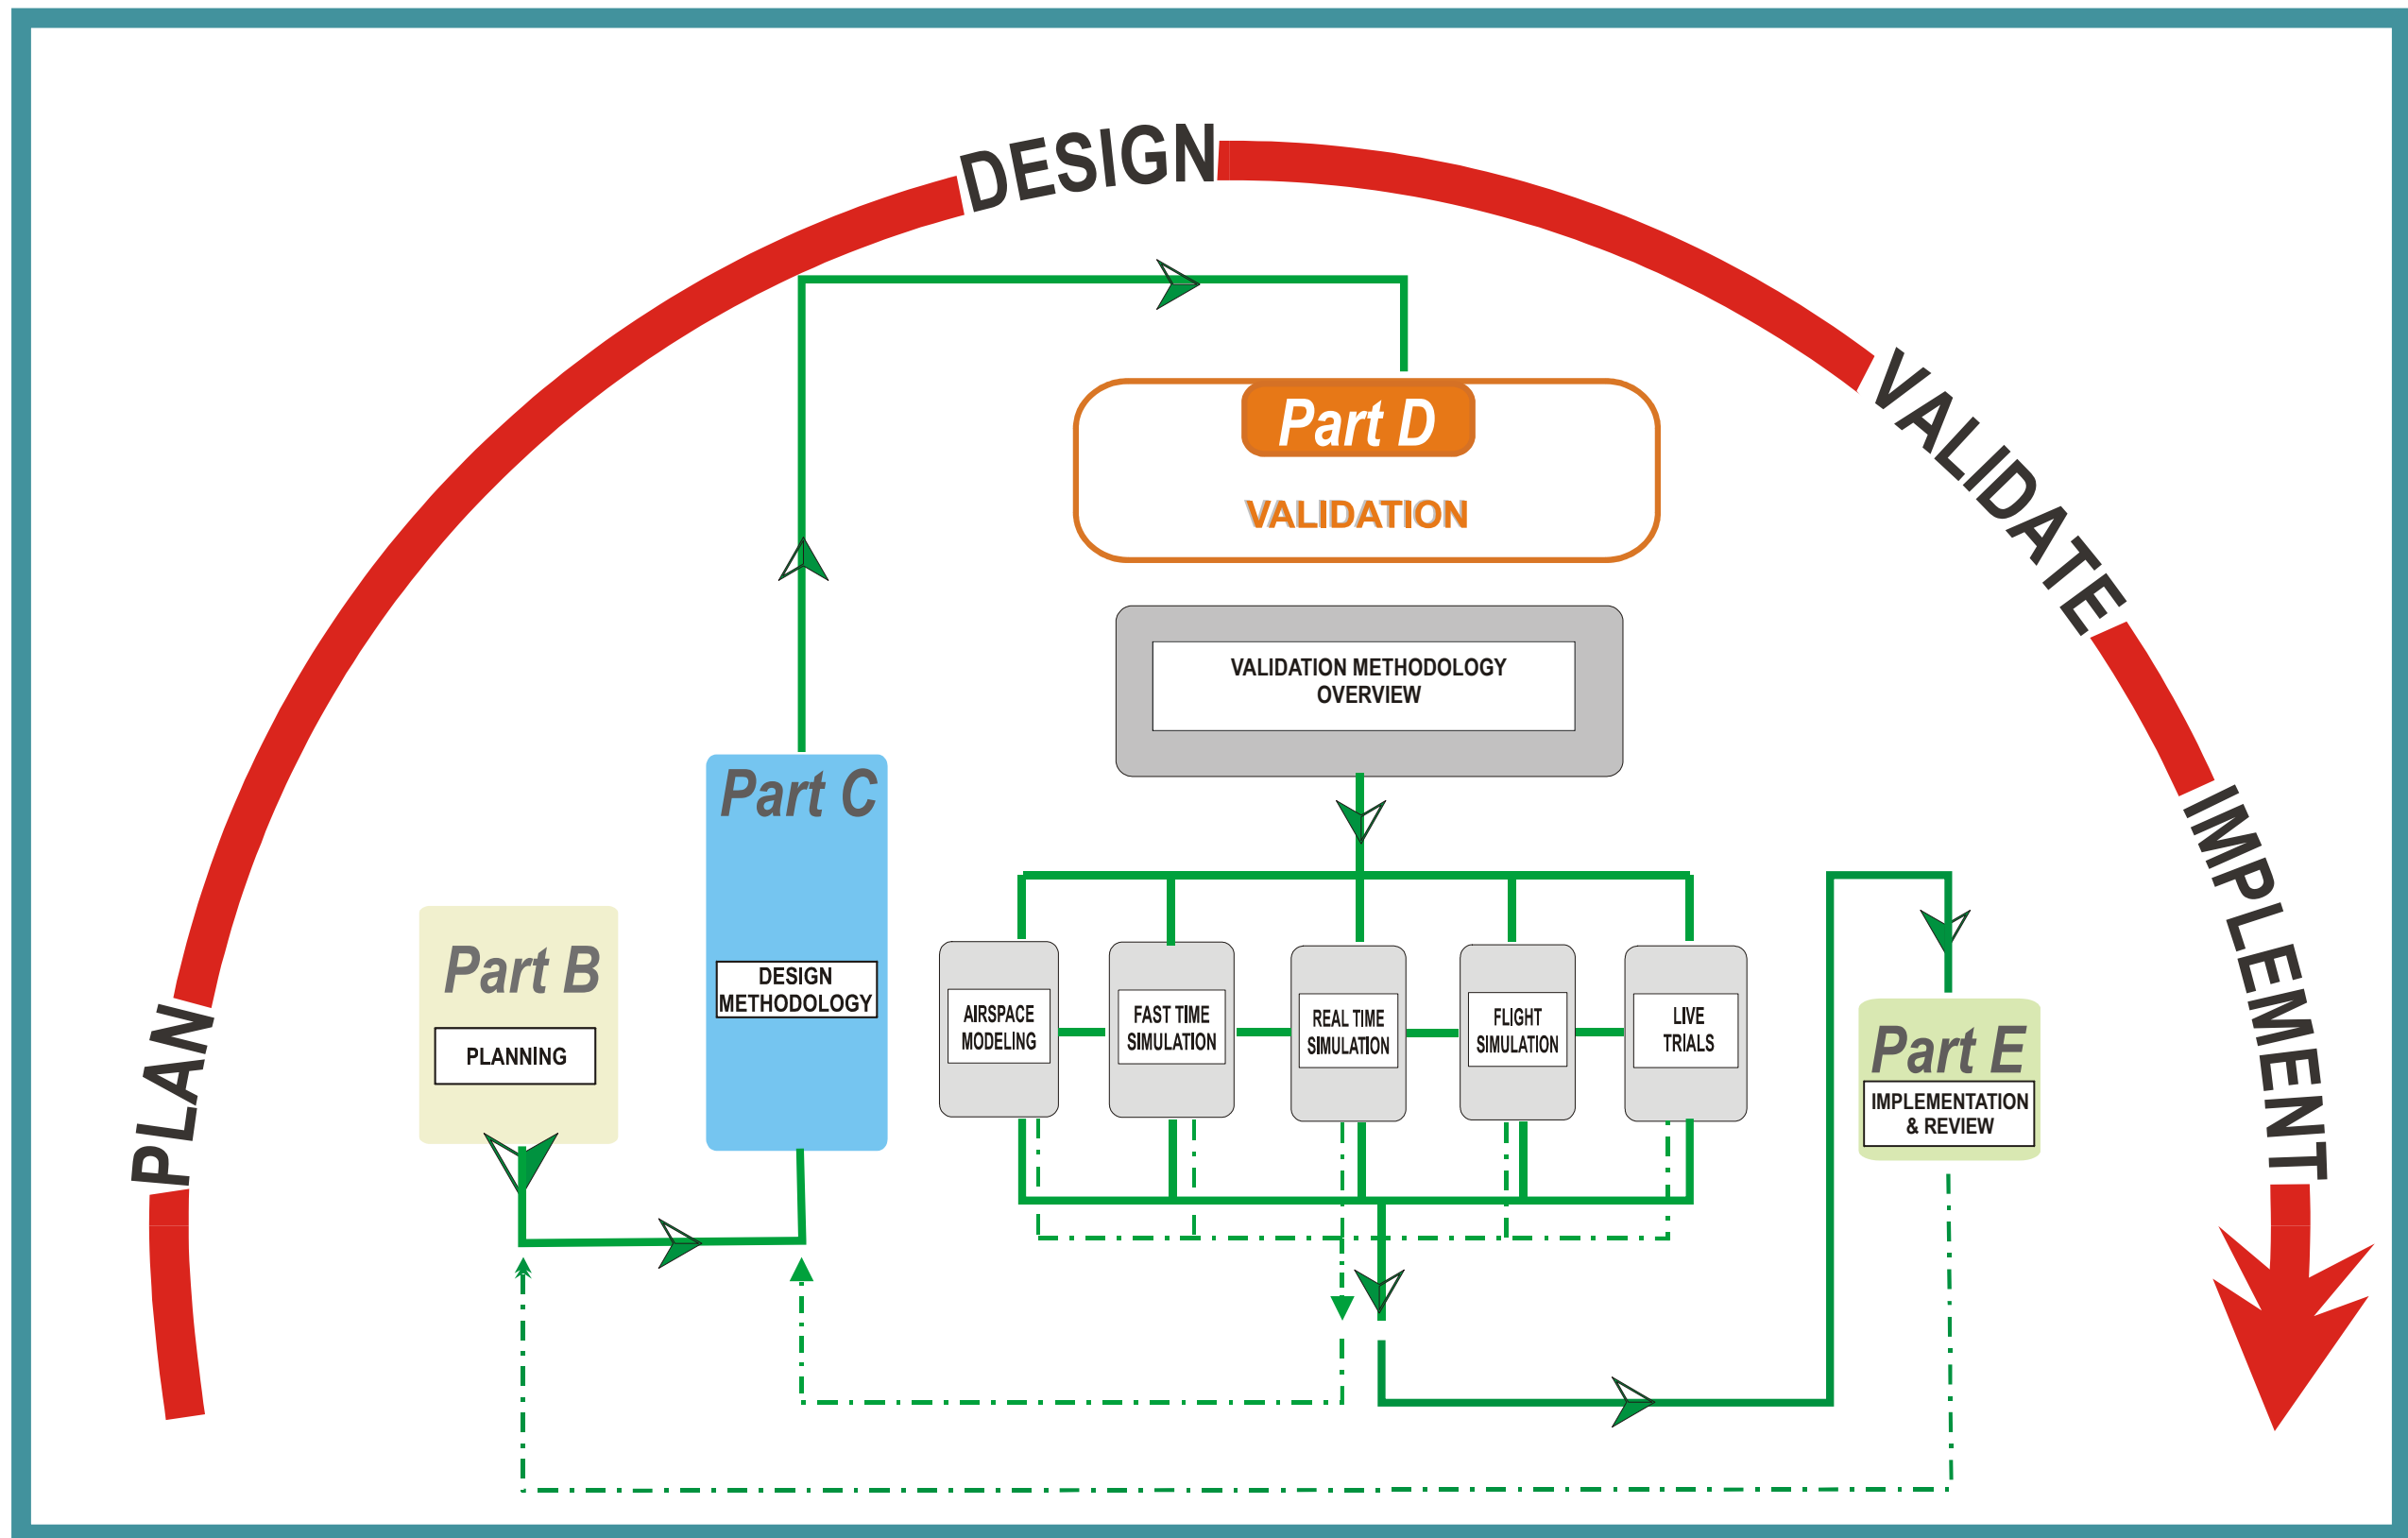 PLAN
DESIGN
VALIDATE
IMPLEMENT
Part B
PLANNING
Part C
DESIGN
METHODOLOGY
Part D
VALIDATION
VALIDATION METHODOLOGY
OVERVIEW
AIRSPACE
MODELING
FAST TIME
SIMULATION
REAL TIME
SIMULATION
FLIGHT
SIMULATION
LIVE
TRIALS
Part E
IMPLEMENTATION
& REVIEW